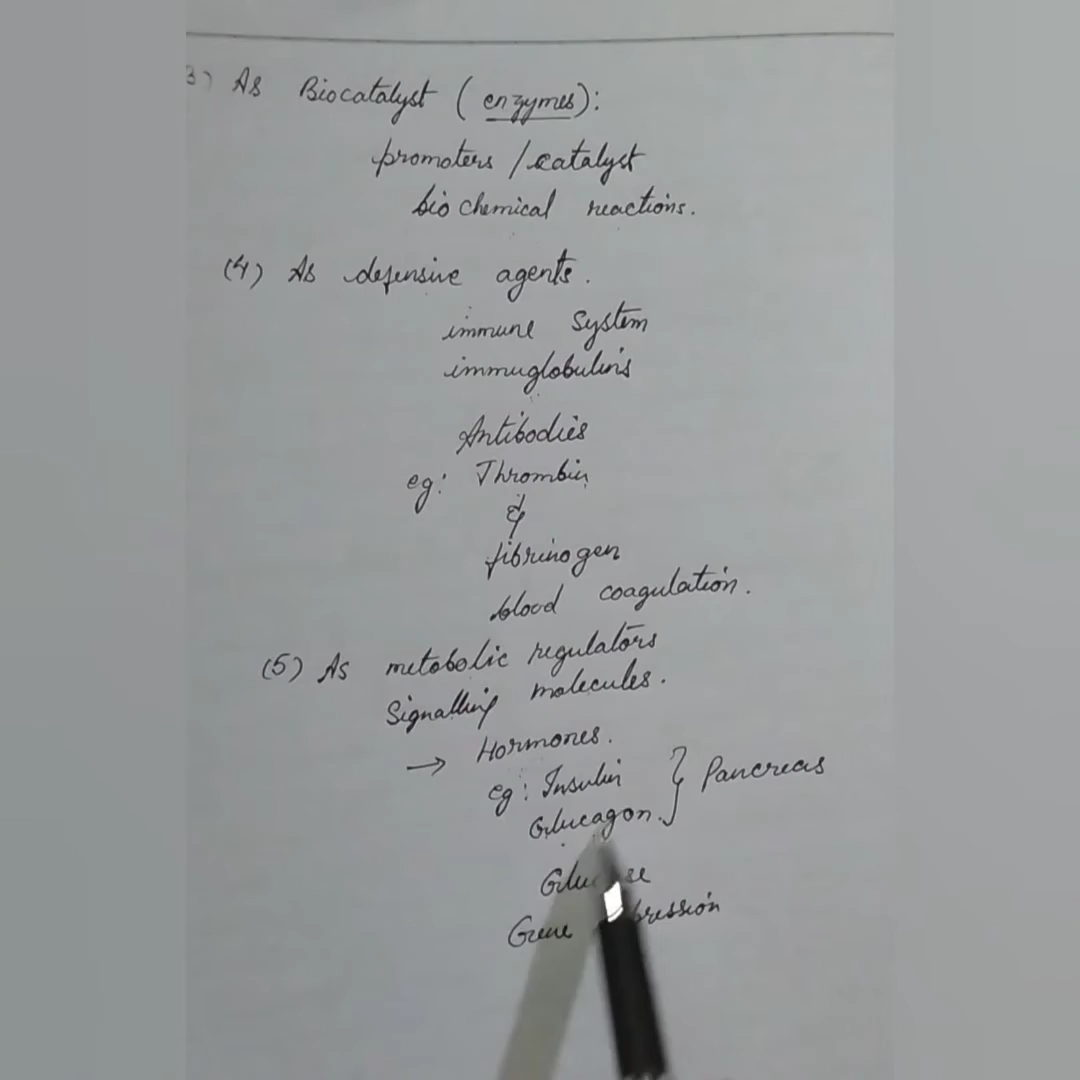 3) As Biocatalyst (enzymes):
promoters / catalyst
bio chemical reactions.
(4) As defensive agents.
immune System
immuglobulins
Antibodies
eg: Thrombin
&
fibrinogen
blood coagulation.
(5) As metabolic regulators
Signalling molecules.
→ Hormones.
eg: Insulin } Pancreas
Glucagon.
Gene